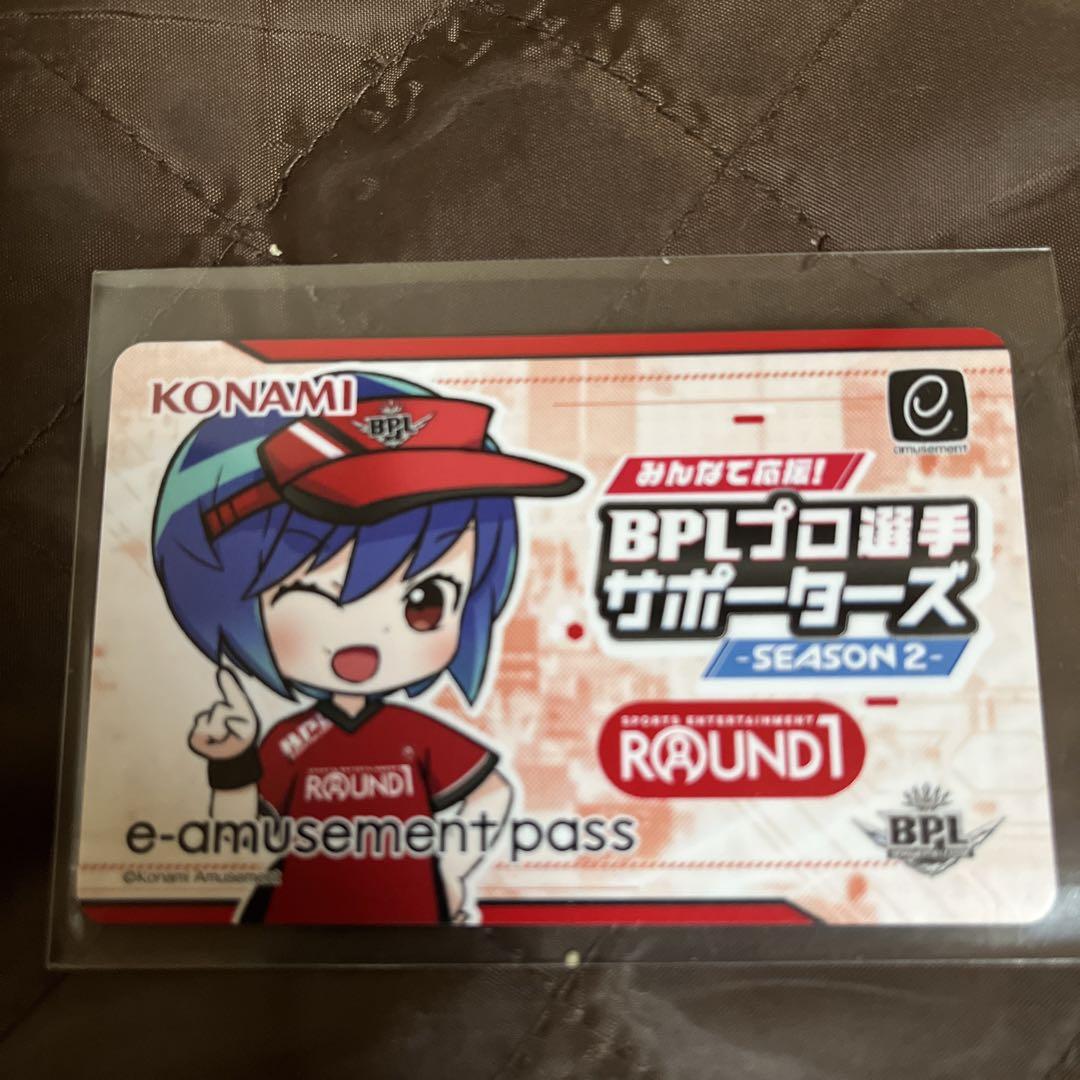 KONAMI
BPL
e
amusement
みんなで応援!
BPLプロ選手
サポーターズ
-SEASON 2-
SPORTS ENTERTAINMENT
ROUND1
BPL
ROUND1
e-amusement pass
BPL
©Konami Amusement